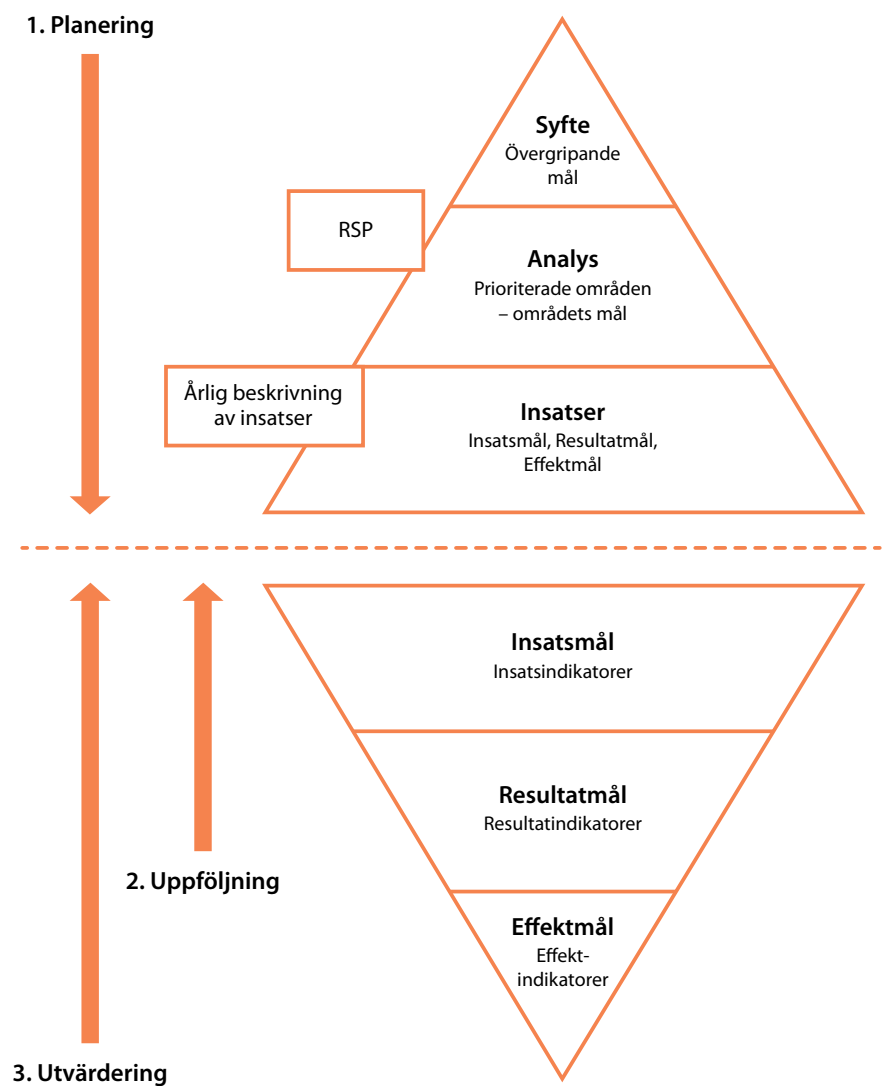 1. Planering
Syfte
Övergripande
mål
RSP
Analys
Prioriterade områden
– områdets mål
Årlig beskrivning
av insatser
Insatser
Insatsmål, Resultatmål,
Effektmål
Insatsmål
Insatsindikatorer
Resultatmål
Resultatindikatorer
2. Uppföljning
Effektmål
Effekt-
indikatorer
3. Utvärdering